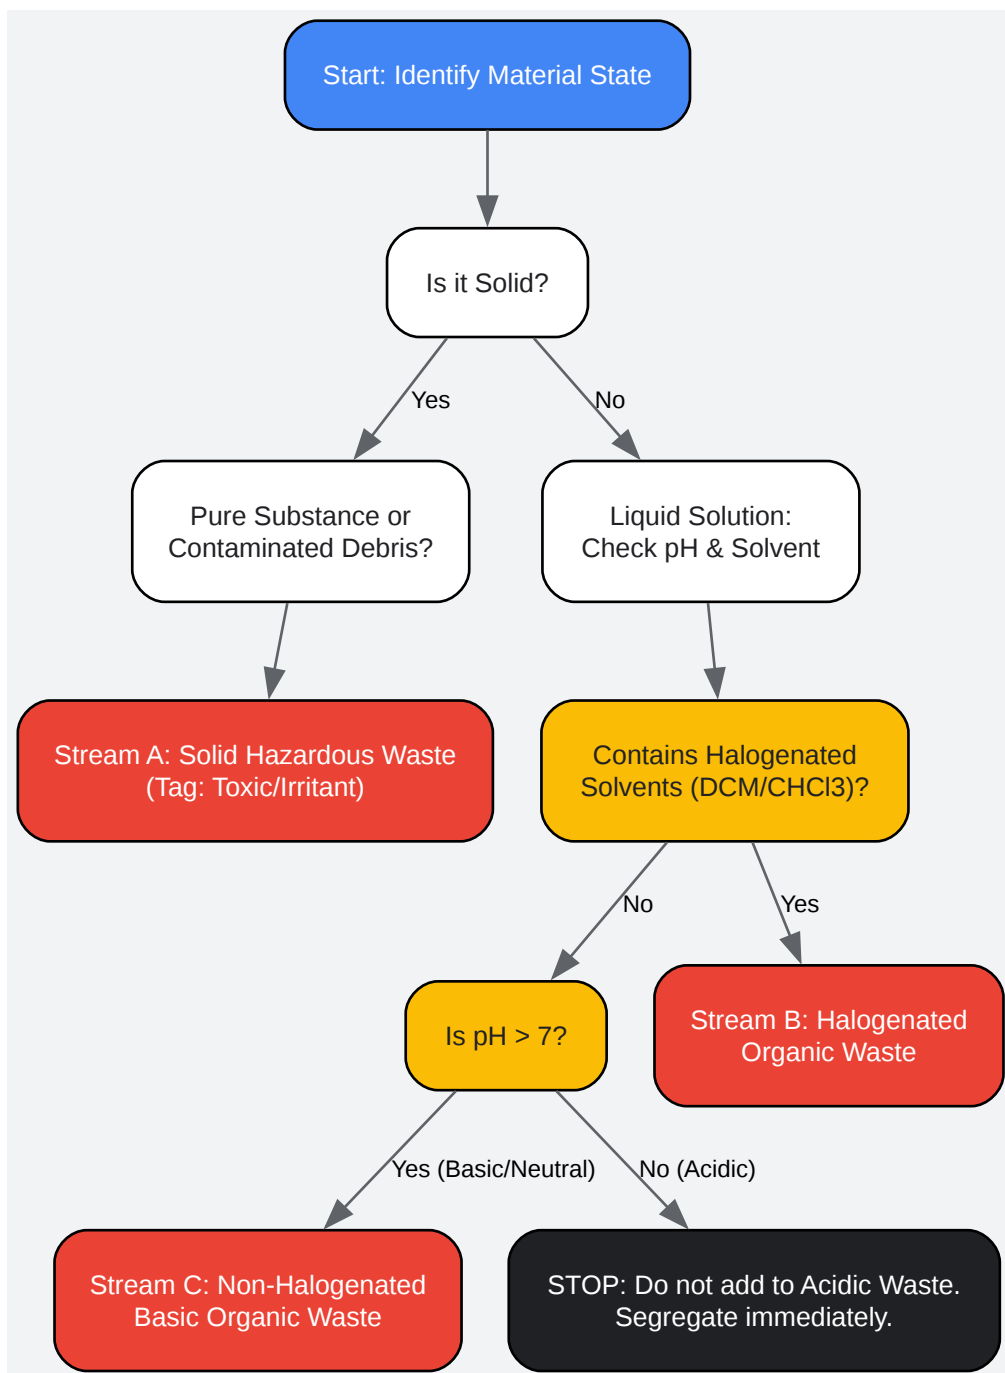 Start: Identify Material State
Is it Solid?
Yes
No
Pure Substance or
Contaminated Debris?
Liquid Solution:
Check pH & Solvent
Stream A: Solid Hazardous Waste
(Tag: Toxic/Irritant)
Contains Halogenated
Solvents (DCM/CHCl3)?
No
Yes
Is pH > 7?
Stream B: Halogenated
Organic Waste
Yes (Basic/Neutral)
No (Acidic)
Stream C: Non-Halogenated
Basic Organic Waste
STOP: Do not add to Acidic Waste.
Segregate immediately.